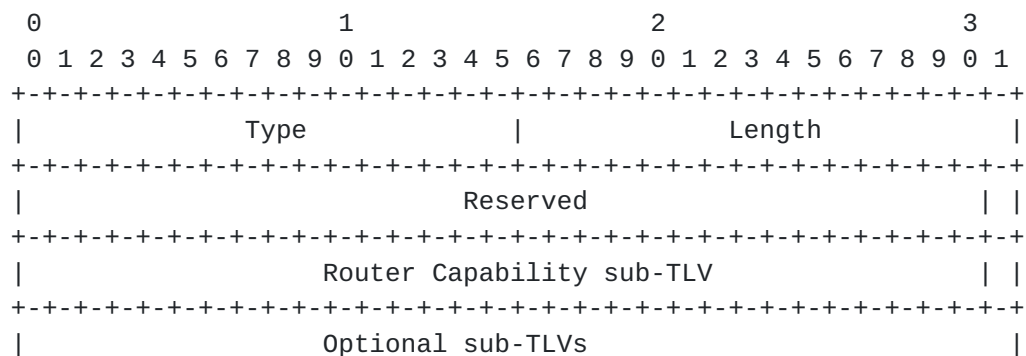 0                   1                   2                   3
 0 1 2 3 4 5 6 7 8 9 0 1 2 3 4 5 6 7 8 9 0 1 2 3 4 5 6 7 8 9 0 1
+-+-+-+-+-+-+-+-+-+-+-+-+-+-+-+-+-+-+-+-+-+-+-+-+-+-+-+-+-+-+-+-+
|              Type             |             Length            |
+-+-+-+-+-+-+-+-+-+-+-+-+-+-+-+-+-+-+-+-+-+-+-+-+-+-+-+-+-+-+-+-+
|                            Reserved                         | |
+-+-+-+-+-+-+-+-+-+-+-+-+-+-+-+-+-+-+-+-+-+-+-+-+-+-+-+-+-+-+-+-+
|                   Router Capability sub-TLV                 | |
+-+-+-+-+-+-+-+-+-+-+-+-+-+-+-+-+-+-+-+-+-+-+-+-+-+-+-+-+-+-+-+-+
|                   Optional sub-TLVs                           |